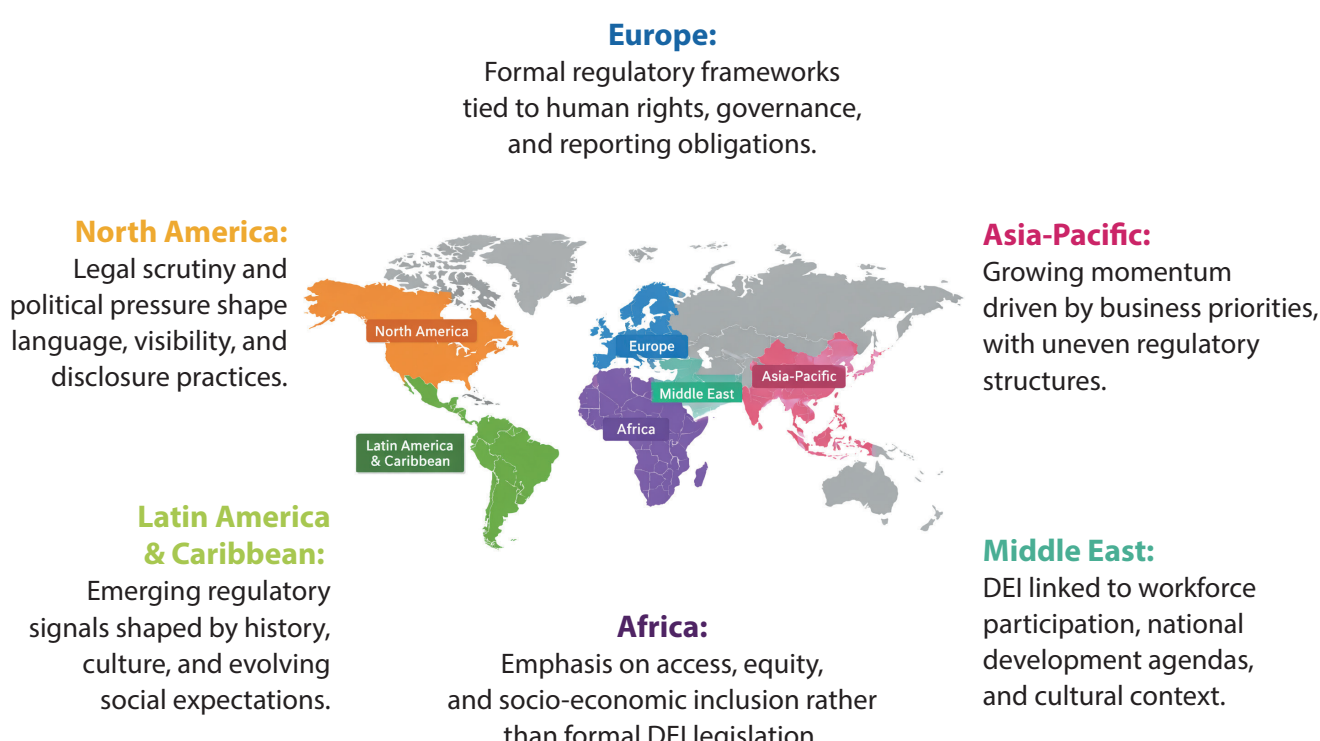 Europe:
Formal regulatory frameworks
tied to human rights, governance,
and reporting obligations.
North America:
Legal scrutiny and
political pressure shape
language, visibility, and
disclosure practices.
Asia-Pacific:
Growing momentum
driven by business priorities,
with uneven regulatory
structures.
North America
Europe
Asia-Pacific
Middle East
Africa
Latin America
& Caribbean
Latin America
& Caribbean:
Emerging regulatory
signals shaped by history,
culture, and evolving
social expectations.
Africa:
Emphasis on access, equity,
and socio-economic inclusion rather
than formal DEI legislation
Middle East:
DEI linked to workforce
participation, national
development agendas,
and cultural context.